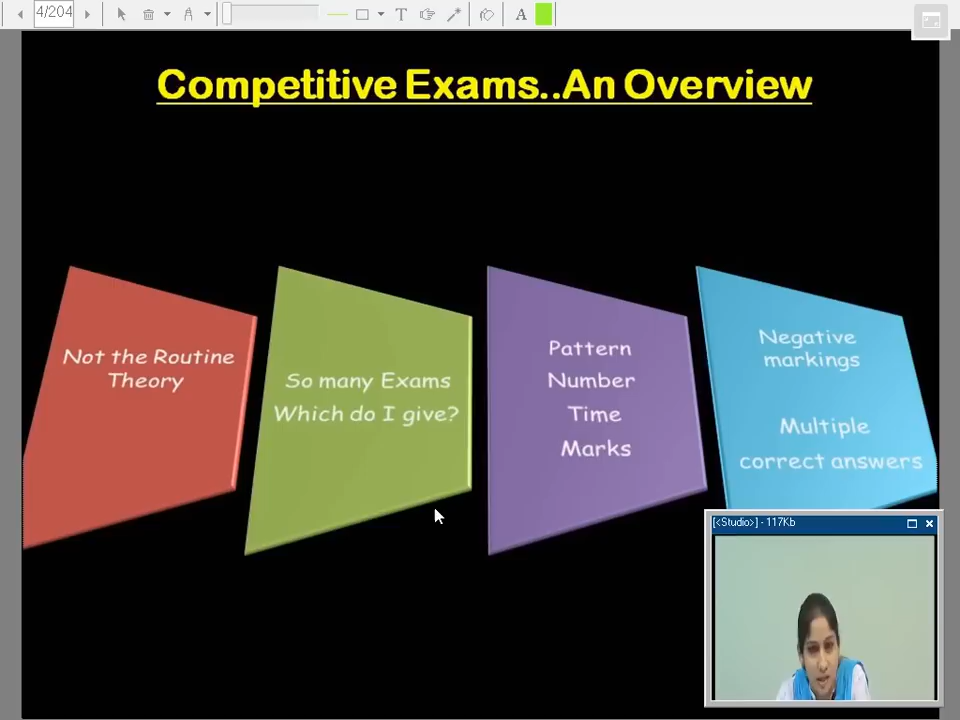 4/204
T
A
Competitive Exams..An Overview
Not the Routine
Theory
So many Exams
Which do I give?
Pattern
Number
Time
Marks
Negative
markings
Multiple
correct answers
[<Studio>] - 117Kb